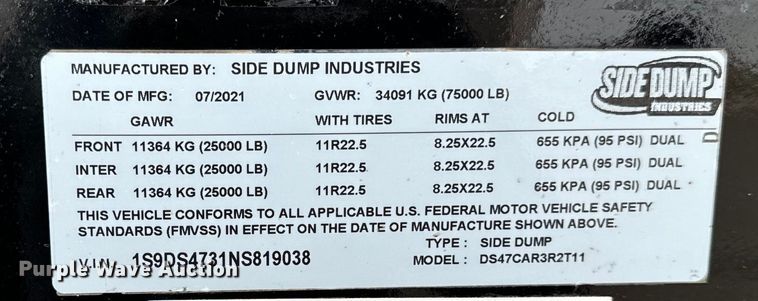 MANUFACTURED BY: SIDE DUMP INDUSTRIES
SIDE DUMP
INDUSTRIES
DATE OF MFG: 07/2021 GVWR: 34091 KG (75000 LB)
GAWR WITH TIRES RIMS AT COLD
FRONT 11364 KG (25000 LB) 11R22.5 8.25X22.5 655 KPA (95 PSI) DUAL D
INTER 11364 KG (25000 LB) 11R22.5 8.25X22.5 655 KPA (95 PSI) DUAL
REAR 11364 KG (25000 LB) 11R22.5 8.25X22.5 655 KPA (95 PSI) DUAL
THIS VEHICLE CONFORMS TO ALL APPLICABLE U.S. FEDERAL MOTOR VEHICLE SAFETY
STANDARDS (FMVSS) IN EFFECT ON THE DATE OF MANUFACTURE SHOWN ABOVE.
V.I.N. 1S9DS4731NS819038 TYPE: SIDE DUMP
MODEL: DS47CAR3R2T11
Purple Wave Auction